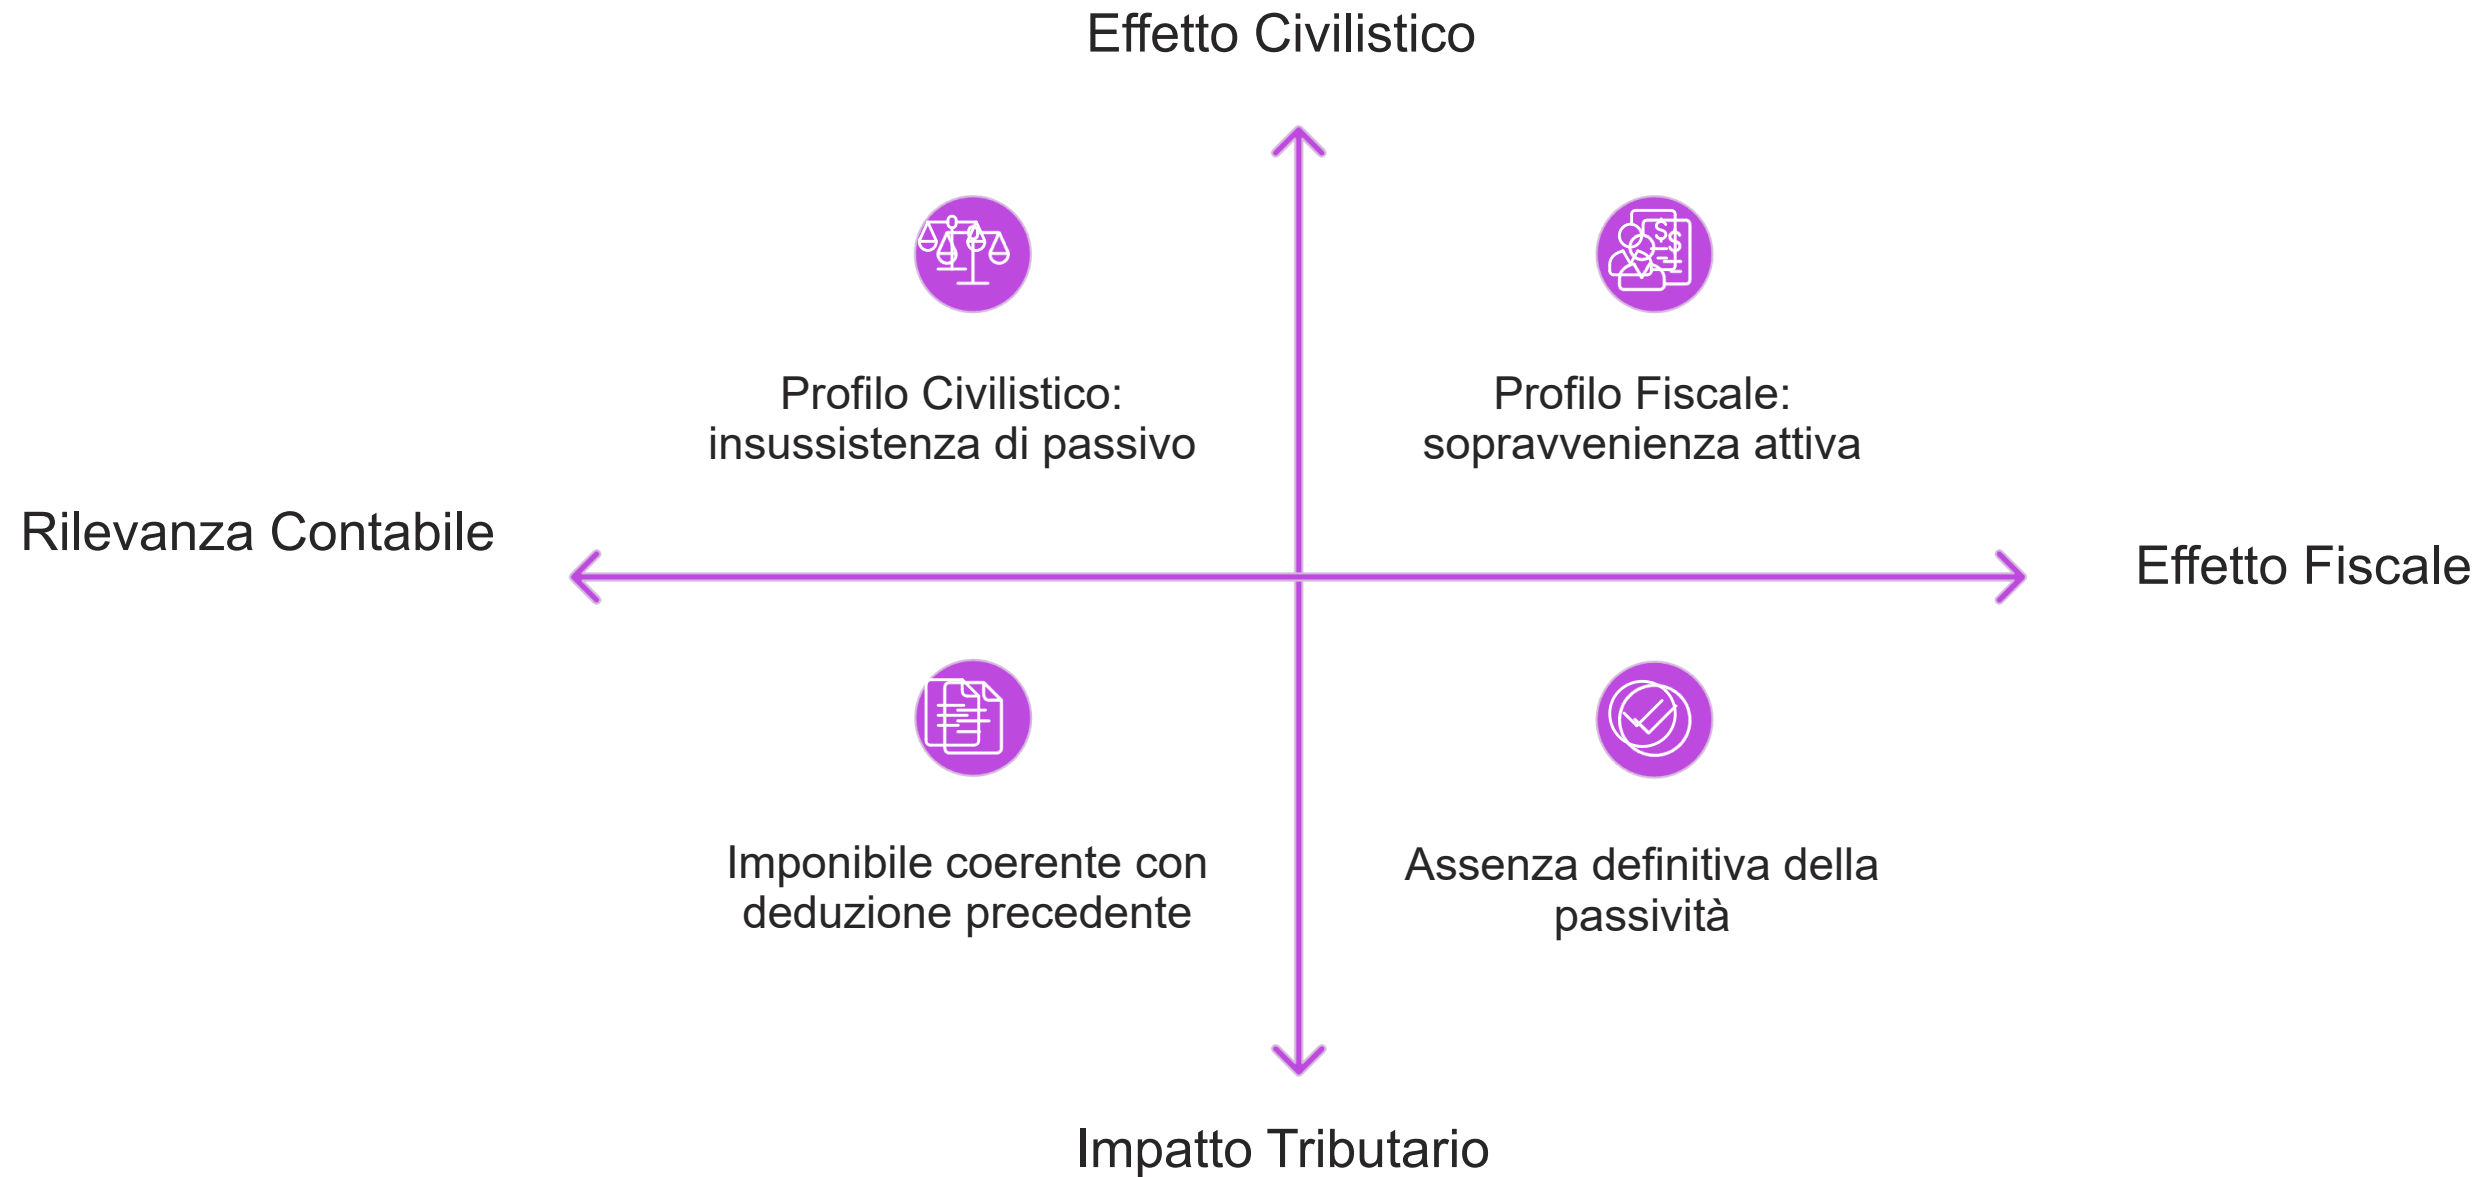 Effetto Civilistico
Profilo Civilistico:
insussistenza di passivo
Profilo Fiscale:
sopravvenienza attiva
Rilevanza Contabile
Effetto Fiscale
Imponibile coerente con
deduzione precedente
Assenza definitiva della
passività
Impatto Tributario